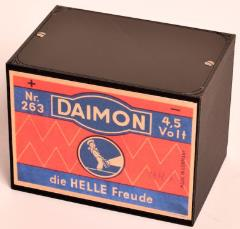 + -
Nr. DAIMON 4,5
263 Volt
die HELLE Freude